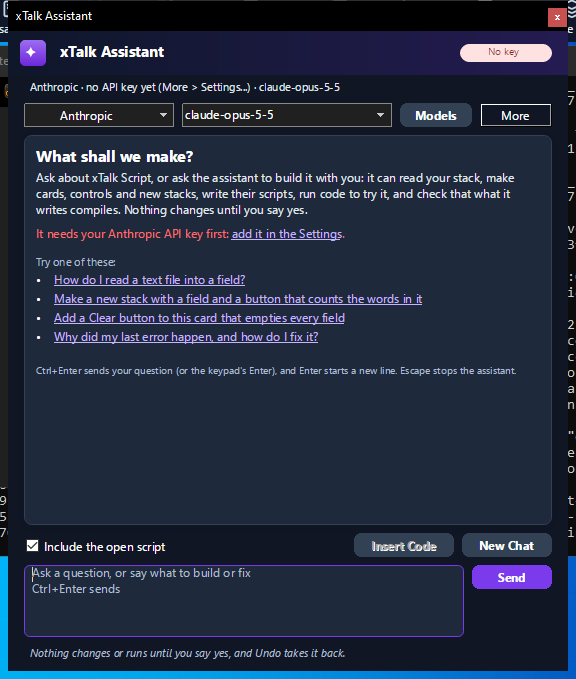 xTalk Assistant
x
xTalk Assistant
No key
Anthropic · no API key yet (More > Settings...) · claude-opus-5-5
Anthropic
claude-opus-5-5
Models
More
What shall we make?
Ask about xTalk Script, or ask the assistant to build it with you: it can read your stack, make
cards, controls and new stacks, write their scripts, run code to try it, and check that what it
writes compiles. Nothing changes until you say yes.
It needs your Anthropic API key first: add it in the Settings.
Try one of these:
• How do I read a text file into a field?
• Make a new stack with a field and a button that counts the words in it
• Add a Clear button to this card that empties every field
• Why did my last error happen, and how do I fix it?
Ctrl+Enter sends your question (or the keypad's Enter), and Enter starts a new line. Escape stops the assistant.
Include the open script
Insert Code
New Chat
Ask a question, or say what to build or fix
Ctrl+Enter sends
Send
Nothing changes or runs until you say yes, and Undo takes it back.